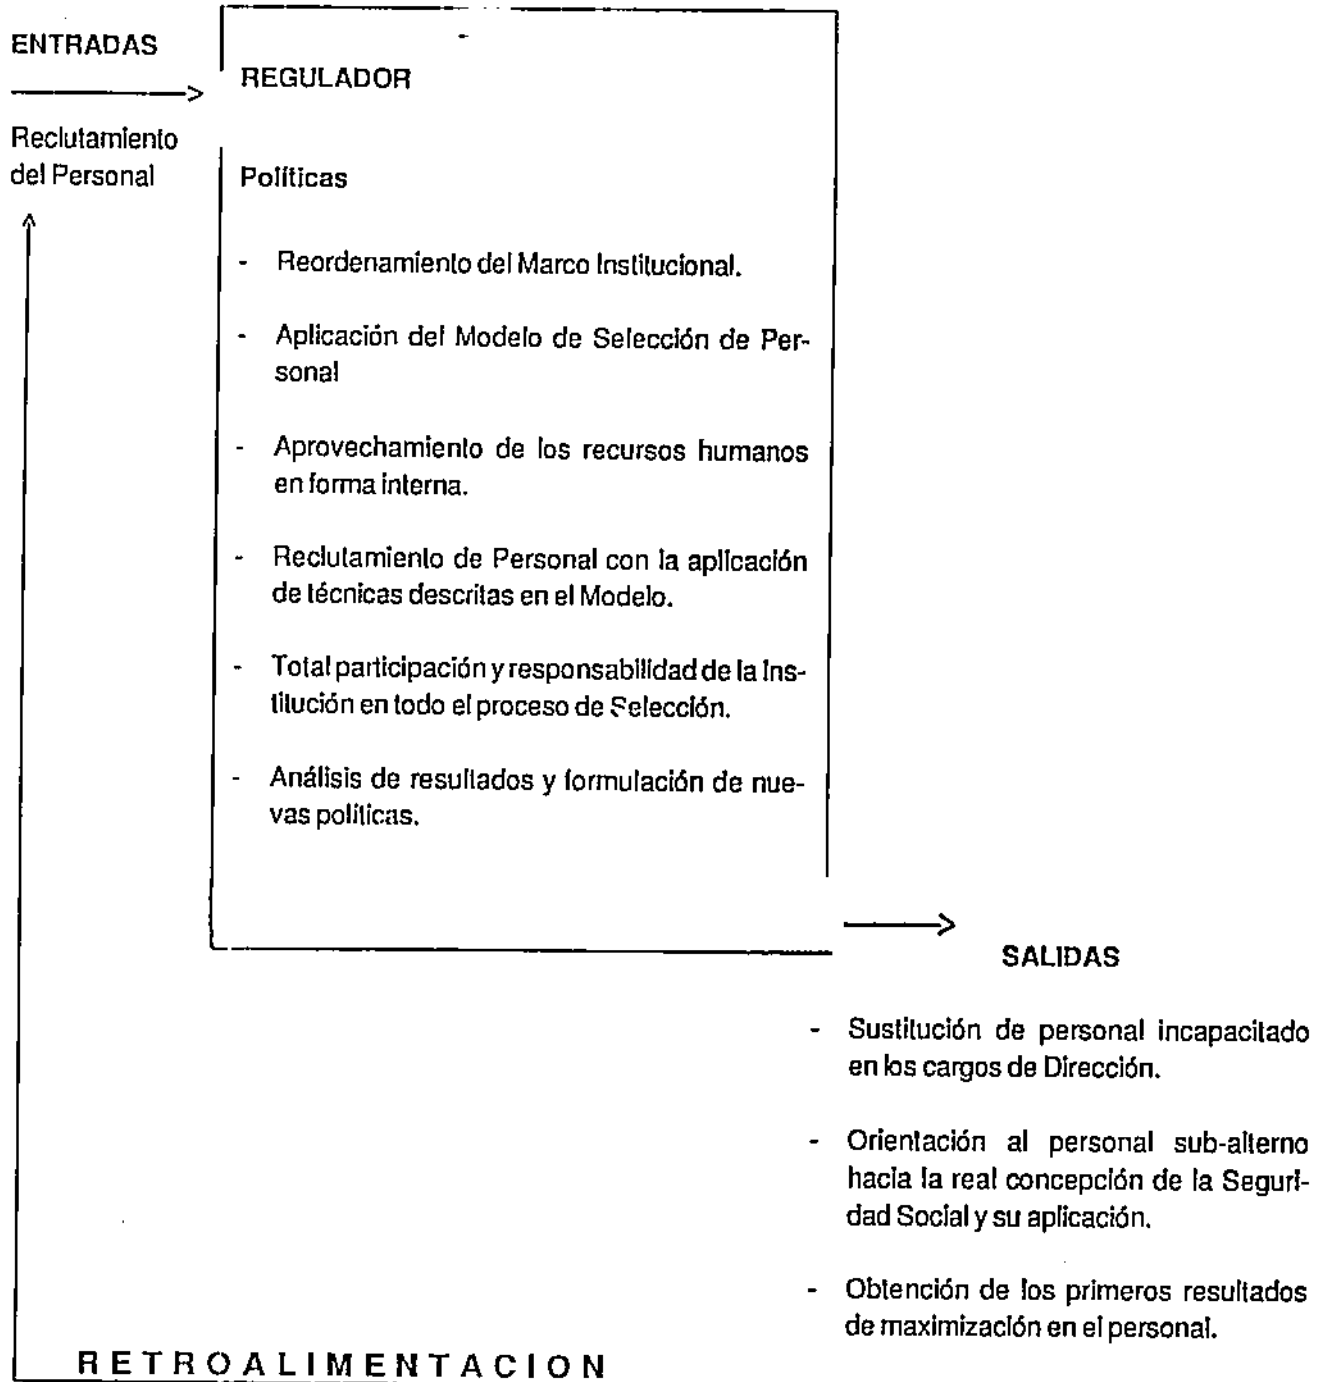 ENTRADAS
Reclutamiento
del Personal
REGULADOR
Políticas
- Reordenamiento del Marco Institucional.
- Aplicación del Modelo de Selección de Per-
sonal
- Aprovechamiento de los recursos humanos
en forma interna.
- Reclutamiento de Personal con la aplicación
de técnicas descritas en el Modelo.
- Total participación y responsabilidad de la Ins-
titución en todo el proceso de Selección.
- Análisis de resultados y formulación de nue-
vas políticas.
SALIDAS
- Sustitución de personal incapacitado
en los cargos de Dirección.
- Orientación al personal sub-alterno
hacia la real concepción de la Seguri-
dad Social y su aplicación.
- Obtención de los primeros resultados
de maximización en el personal.
RETROALIMENTACION